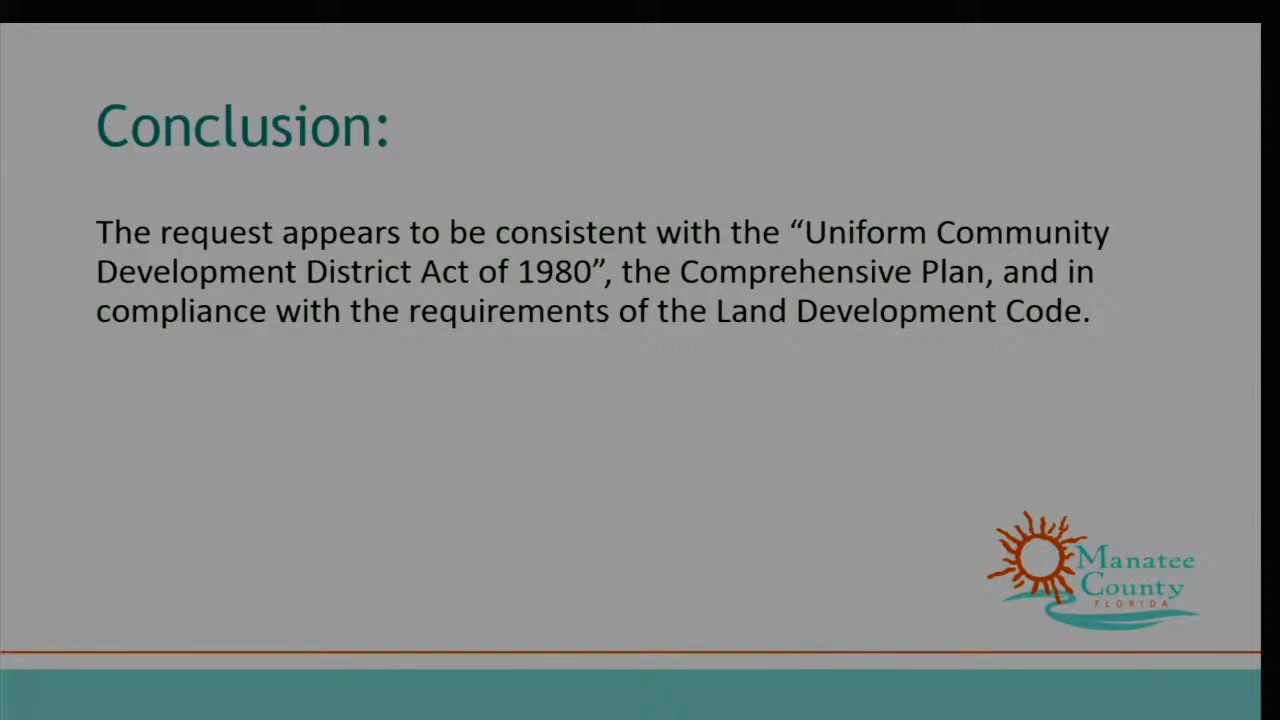 Conclusion:
The request appears to be consistent with the “Uniform Community
Development District Act of 1980”, the Comprehensive Plan, and in
compliance with the requirements of the Land Development Code.
Manatee
County
FLORIDA